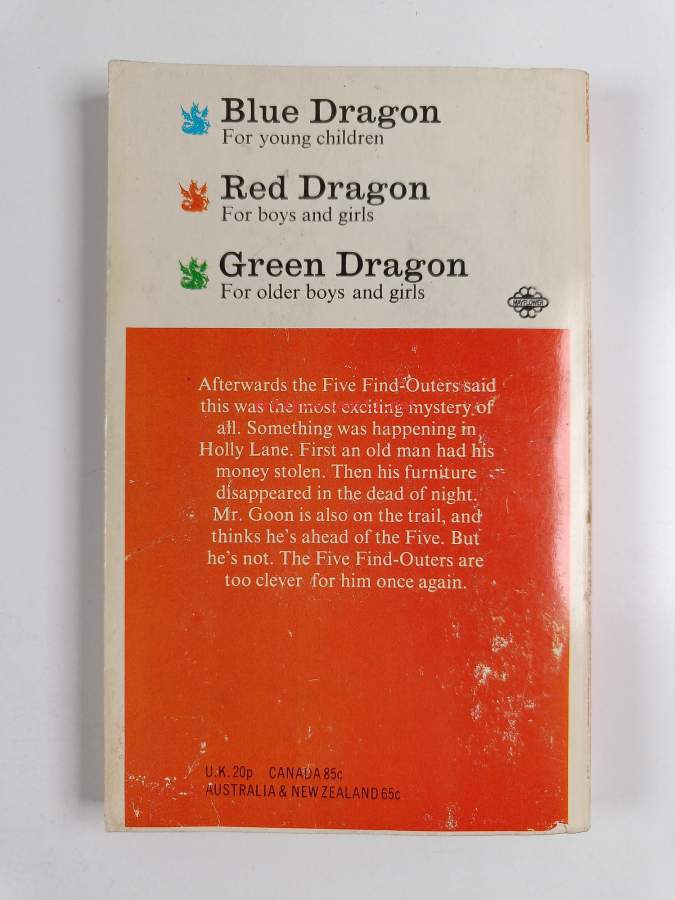 Blue Dragon
For young children
Red Dragon
For boys and girls
Green Dragon
For older boys and girls
MAYFLOWER
Afterwards the Five Find-Outers said
this was the most exciting mystery of
all. Something was happening in
Holly Lane. First an old man had his
money stolen. Then his furniture
disappeared in the dead of night.
Mr. Goon is also on the trail, and
thinks he's ahead of the Five. But
he's not. The Five Find-Outers are
too clever for him once again.
U.K. 20p CANADA 85c
AUSTRALIA & NEW ZEALAND 65c